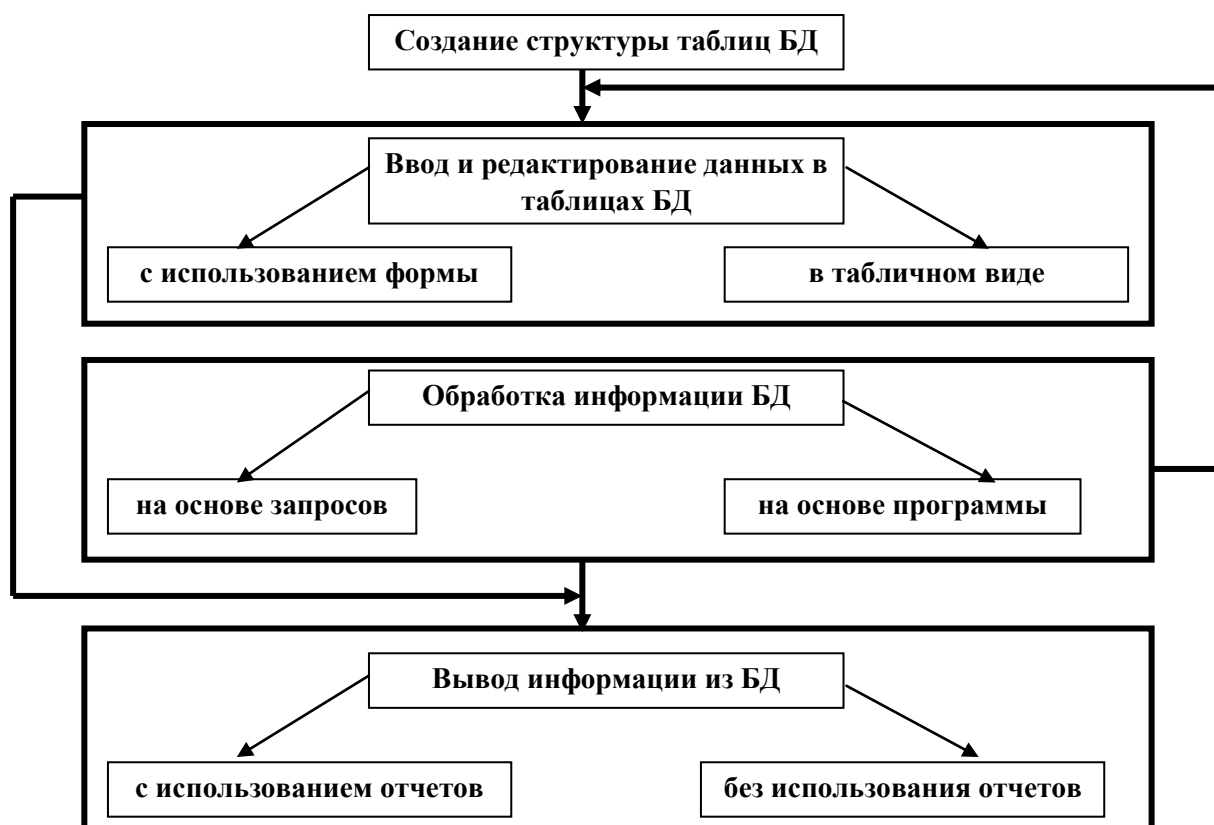 Создание структуры таблиц БД
Ввод и редактирование данных в
таблицах БД
с использованием формы
в табличном виде
Обработка информации БД
на основе запросов
на основе программы
Вывод информации из БД
с использованием отчетов
без использования отчетов